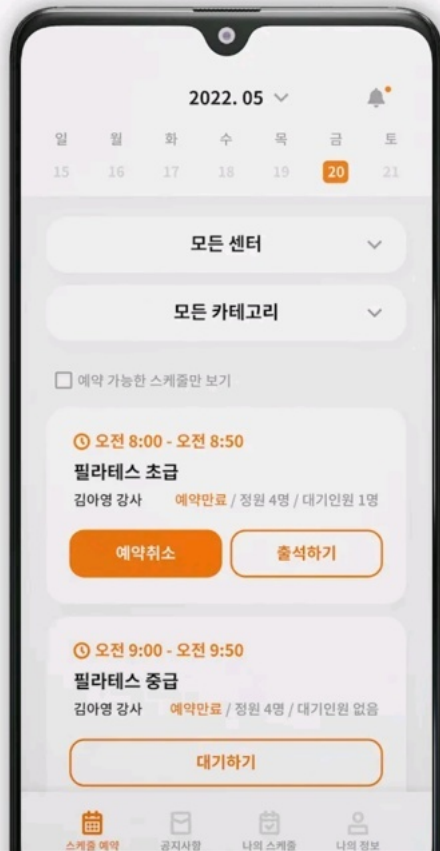 2022. 05
일 월 화 수 목 금 토
15 16 17 18 19 20 21
모든 센터
모든 카테고리
예약 가능한 스케줄만 보기
오전 8:00 - 오전 8:50
필라테스 초급
김아영 강사 예약만료 / 정원 4명 / 대기인원 1명
예약취소 출석하기
오전 9:00 - 오전 9:50
필라테스 중급
김아영 강사 예약만료 / 정원 4명 / 대기인원 없음
대기하기
스케줄 예약 공지사항 나의 스케줄 나의 정보